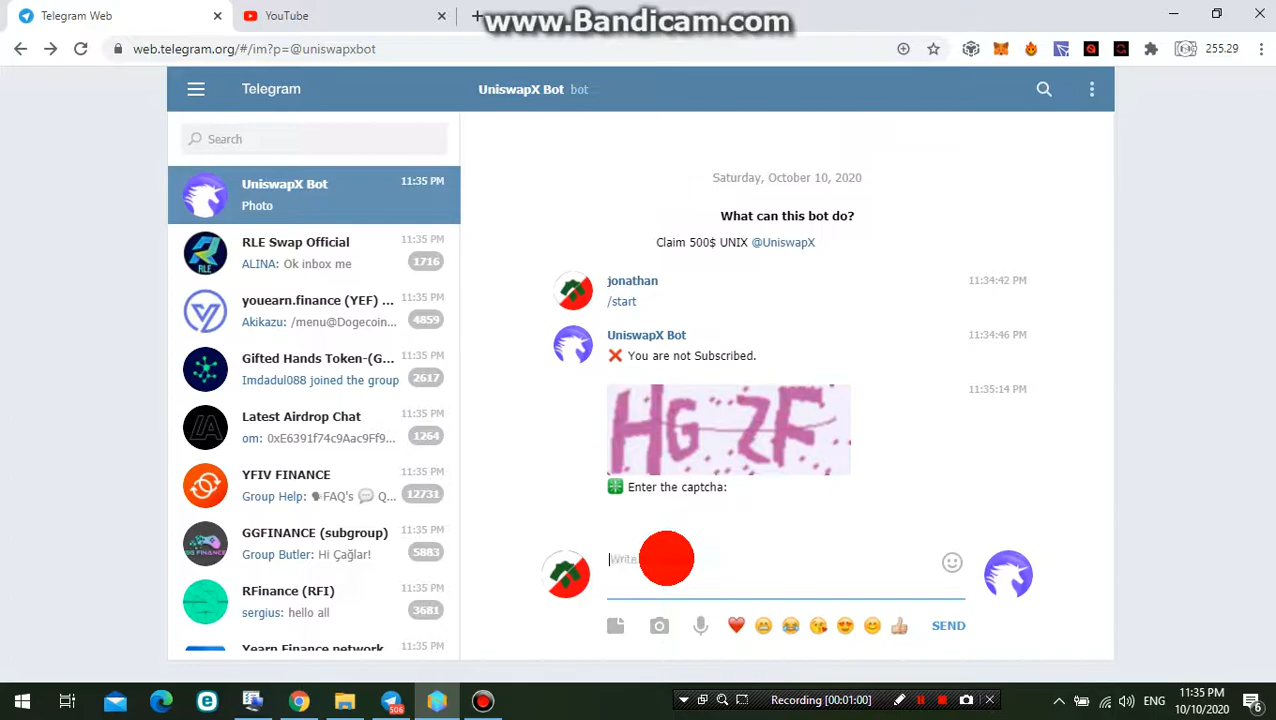 www.Bandicam.com
Telegram Web
YouTube
web.telegram.org/#/im?p=@uniswapxbot
255.29
Telegram
UniswapX Bot bot
Search
UniswapX Bot 11:35 PM
Photo
RLE Swap Official 11:35 PM
ALINA: Ok inbox me 1716
youearn.finance (YEF) ... 11:35 PM
Akikazu: /menu@Dogecoin... 4859
Gifted Hands Token-(G... 11:35 PM
Imdadul088 joined the group 2617
Latest Airdrop Chat 11:35 PM
om: 0xE6391f74c9Aac9Ff9... 1264
YFIV FINANCE 11:35 PM
Group Help: FAQ's Q... 12731
GGFINANCE (subgroup) 11:35 PM
Group Butler: Hi Çağlar! 5883
RFinance (RFI) 11:35 PM
sergius: hello all 3681
Yearn Finance network 11:35 PM
Saturday, October 10, 2020
What can this bot do?
Claim 500$ UNIX @UniswapX
jonathan 11:34:42 PM
/start
UniswapX Bot 11:34:46 PM
You are not Subscribed.
11:35:14 PM
HG ZF
Enter the captcha:
Write
SEND
506
Recording [00:01:00]
ENG
11:35 PM
10/10/2020
6